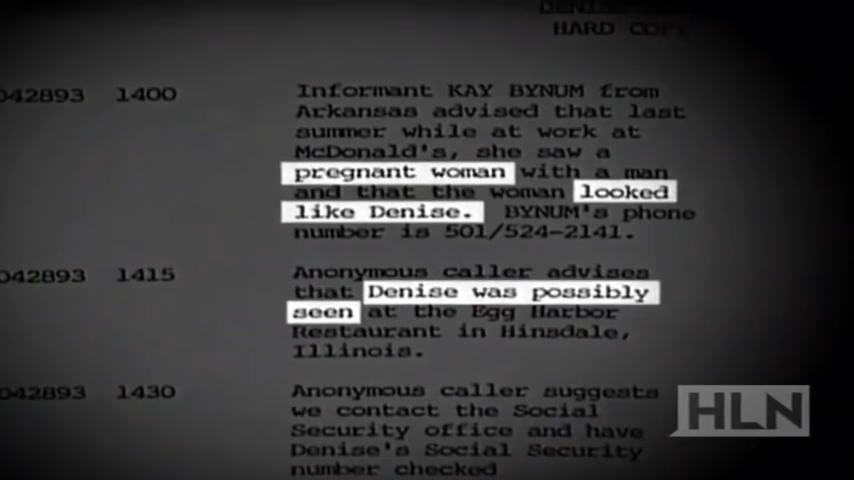 HARD COPY
042893 1400 Informant KAY BYNUM from
Arkansas advised that last
summer while at work at
McDonald's, she saw a
pregnant woman with a man
and that the woman looked
like Denise. BYNUM's phone
number is 501/524-2141.
042893 1415 Anonymous caller advises
that Denise was possibly
seen at the Egg Harbor
Restaurant in Hinsdale,
Illinois.
042893 1430 Anonymous caller suggests
we contact the Social
Security office and have
Denise's Social Security
number checked
HLN